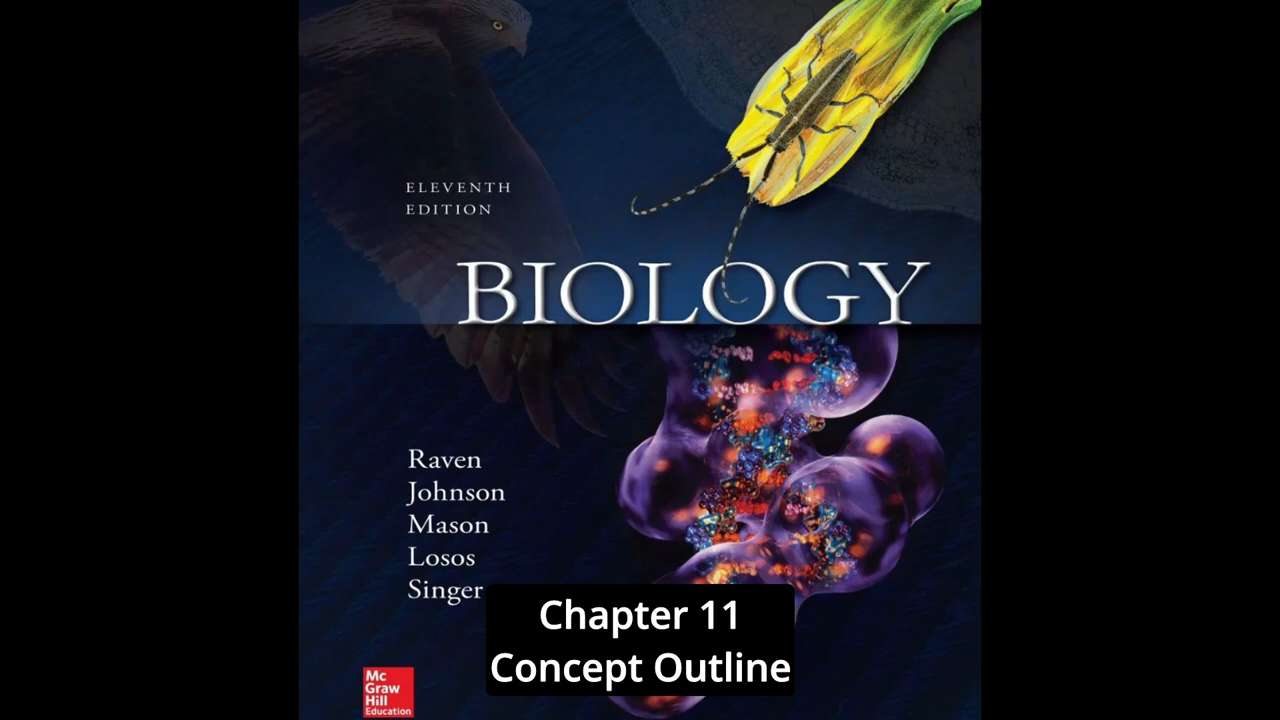 ELEVENTH
EDITION
BIOLOGY
Raven
Johnson
Mason
Losos
Singer
Chapter 11
Concept Outline
Mc
Graw
Hill
Education